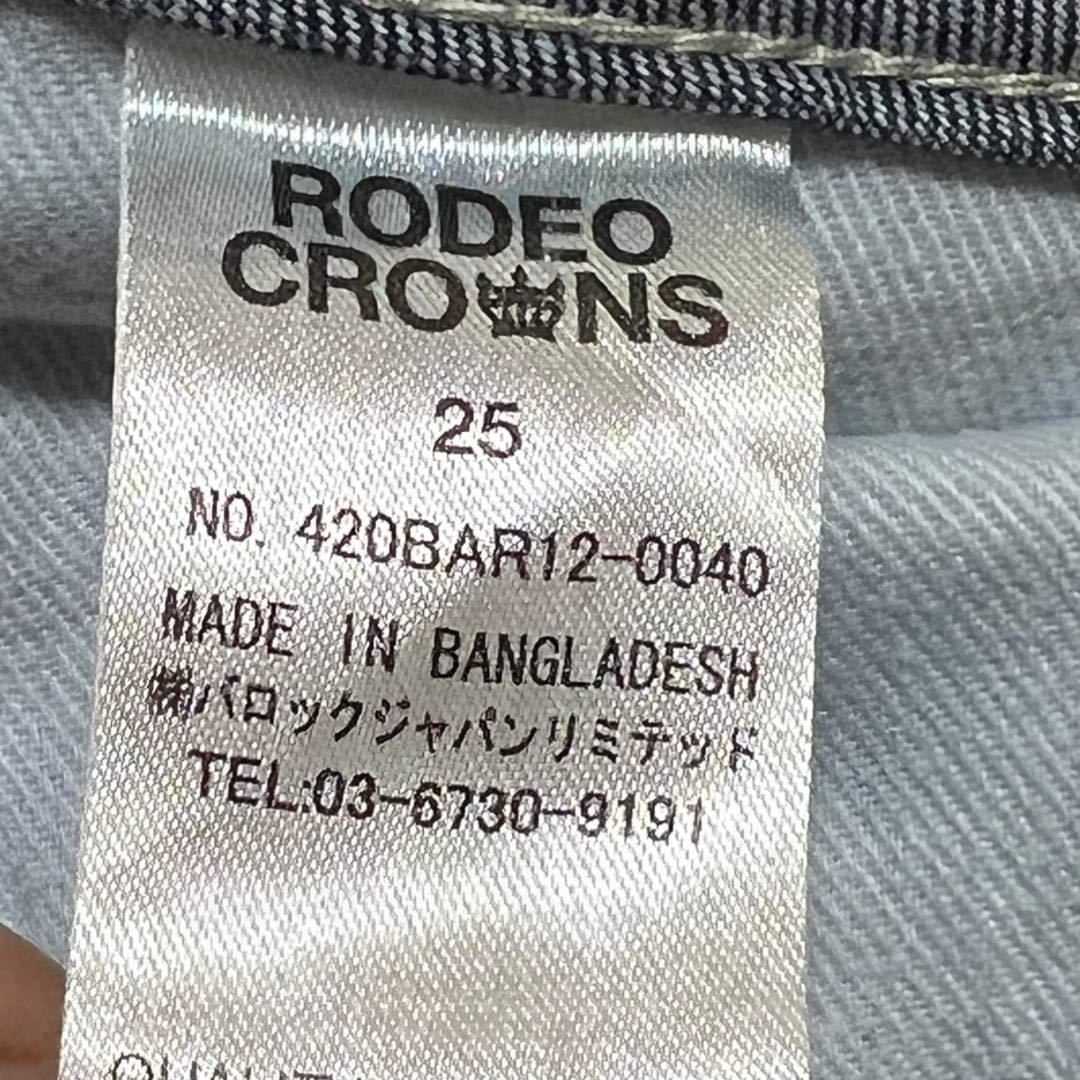 RODEO
CROWNS
25
NO. 420BAR12-0040
MADE IN BANGLADESH
㈱バロックジャパンリミテッド
TEL:03-6730-9191